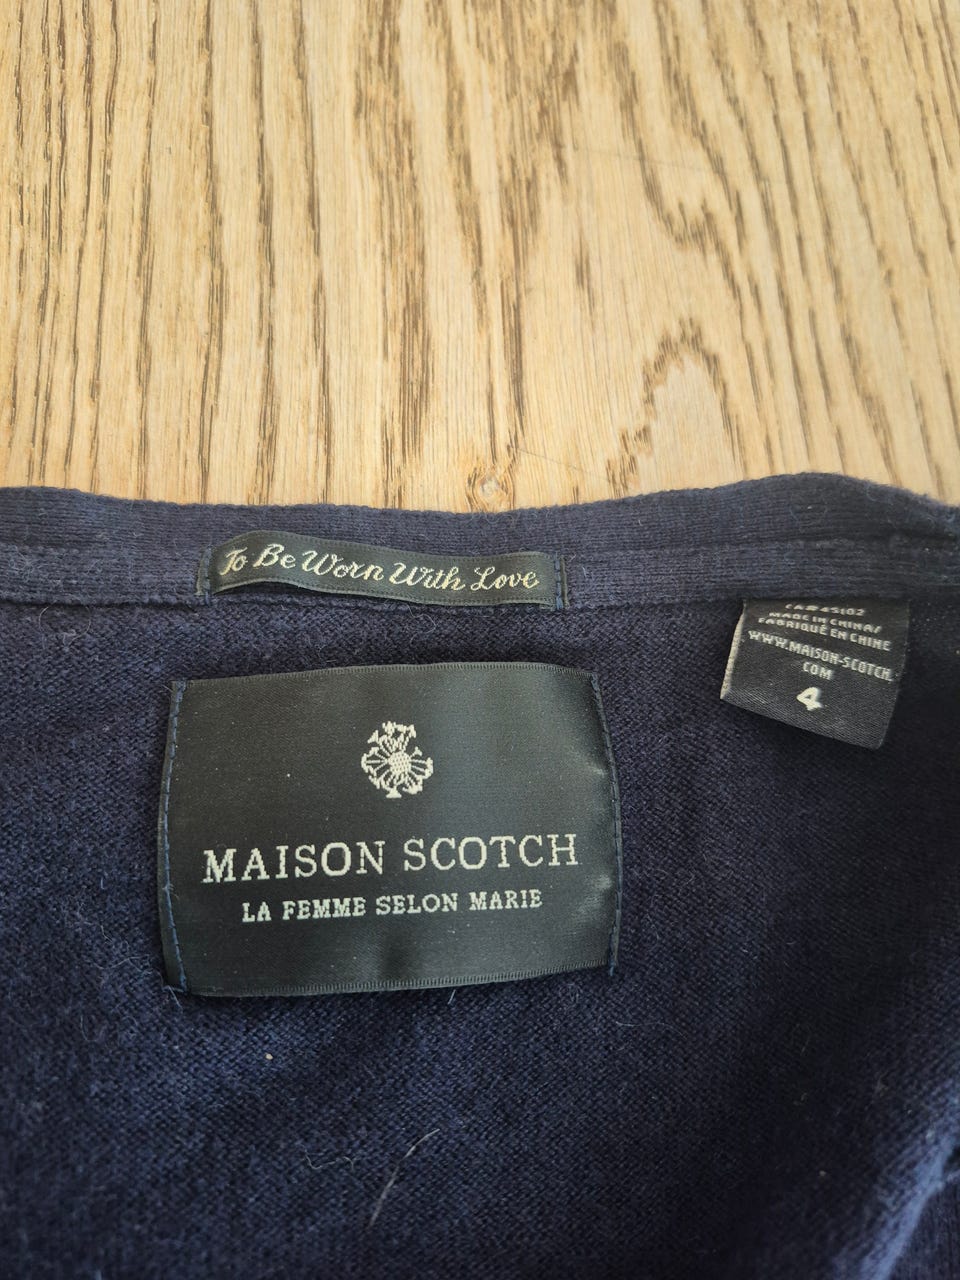 To Be Worn With Love
MADE IN CHINA/
FABRIQUÉ EN CHINE
WWW.MAISON-SCOTCH.
COM
4
MAISON SCOTCH
LA FEMME SELON MARIE